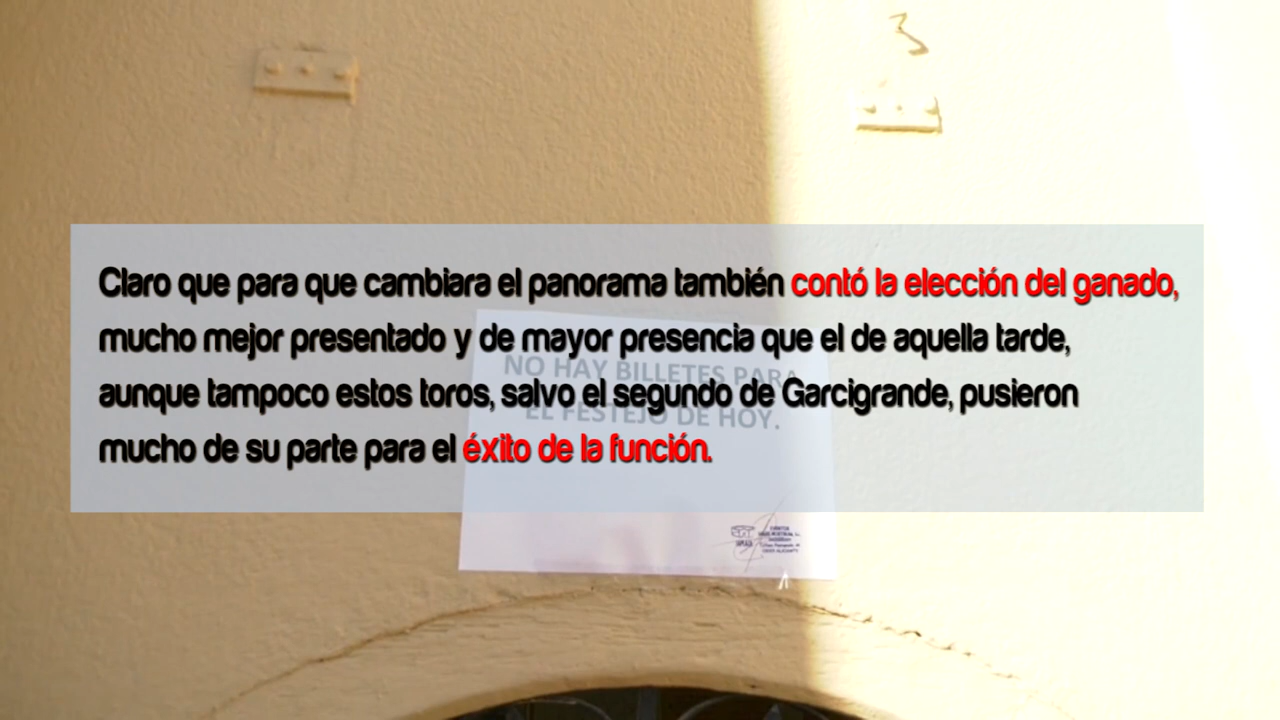 3
Claro que para que cambiara el panorama también contó la elección del ganado,
mucho mejor presentado y de mayor presencia que el de aquella tarde,
aunque tampoco estos toros, salvo el segundo de Garcigrande, pusieron
mucho de su parte para el éxito de la función.
NO HAY BILLETES PARA
EL FESTEJO DE HOY.